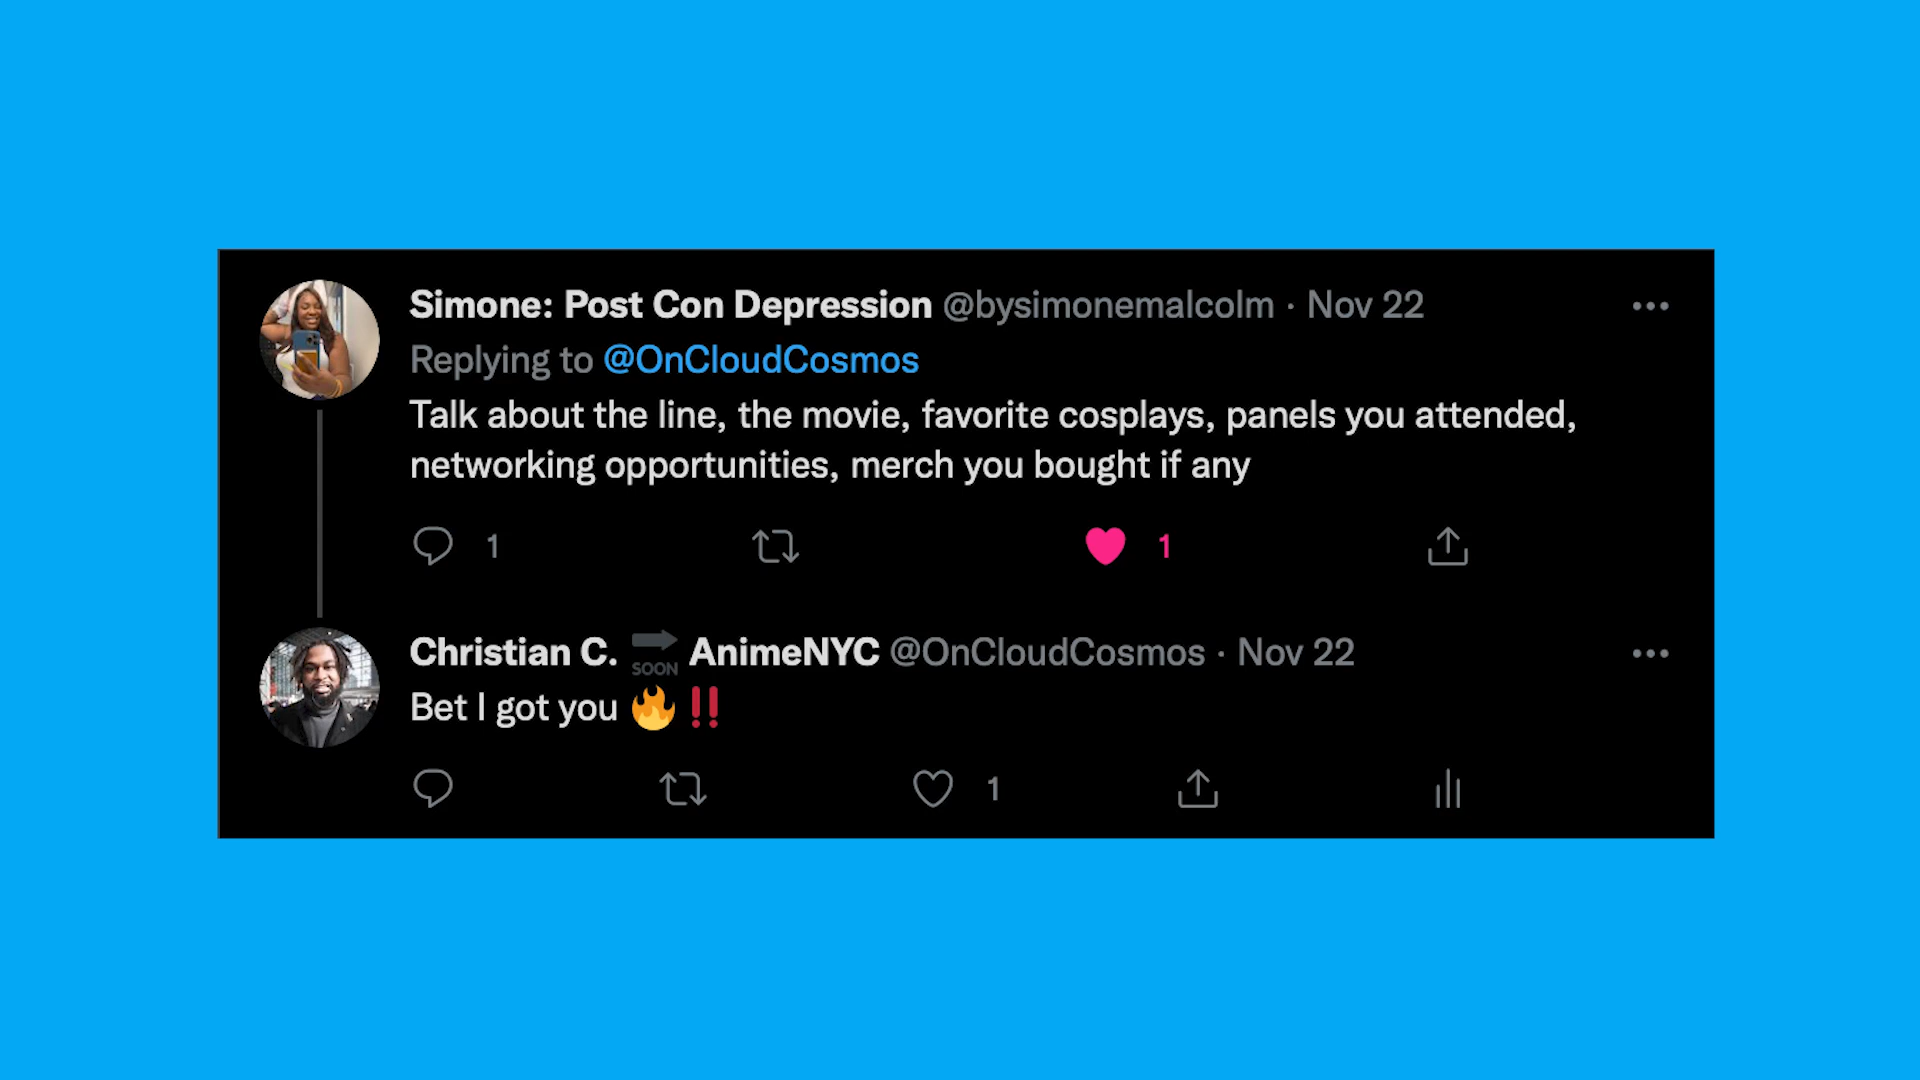 Simone: Post Con Depression @bysimonemalcolm · Nov 22
Replying to @OnCloudCosmos
Talk about the line, the movie, favorite cosplays, panels you attended,
networking opportunities, merch you bought if any
1 1
Christian C. 🔜 AnimeNYC @OnCloudCosmos · Nov 22
Bet I got you 🔥‼️
1